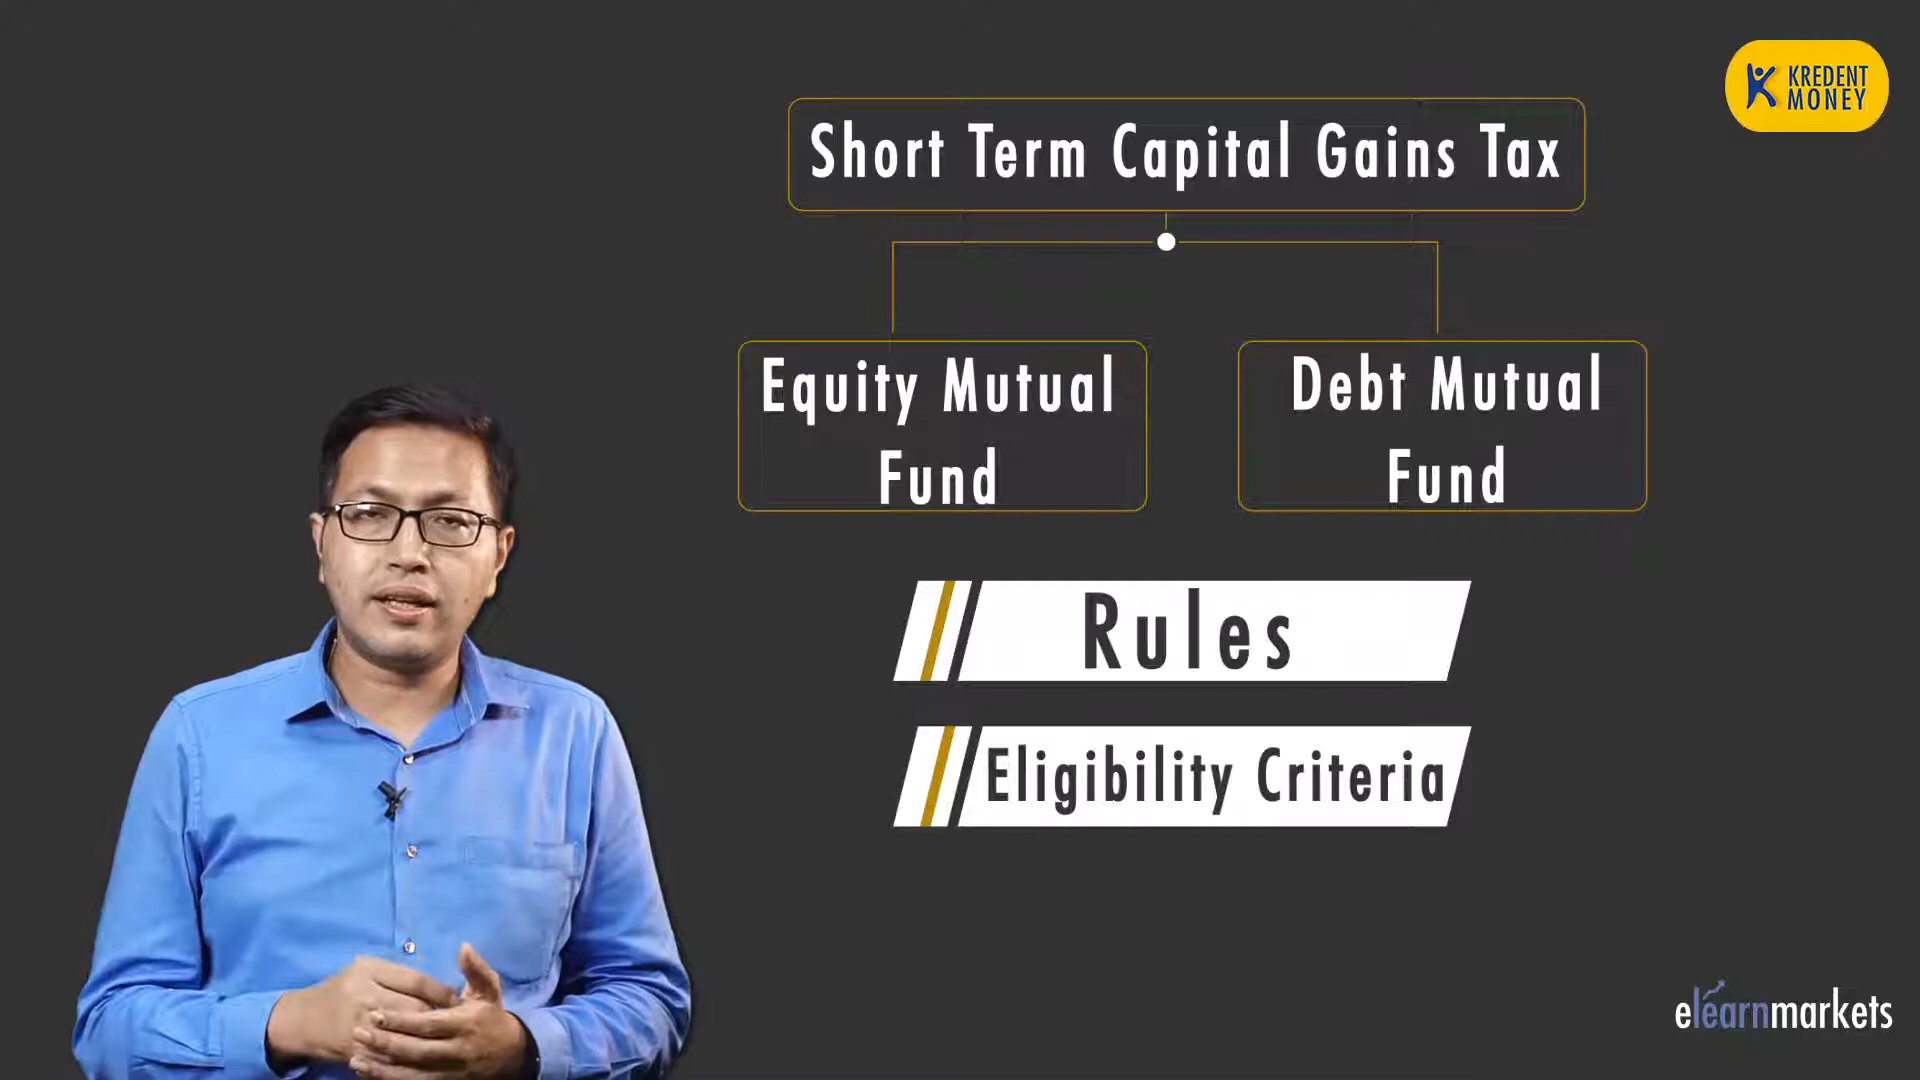 KREDENT
MONEY
Short Term Capital Gains Tax
Equity Mutual
Fund
Debt Mutual
Fund
Rules
Eligibility Criteria
elearnmarkets